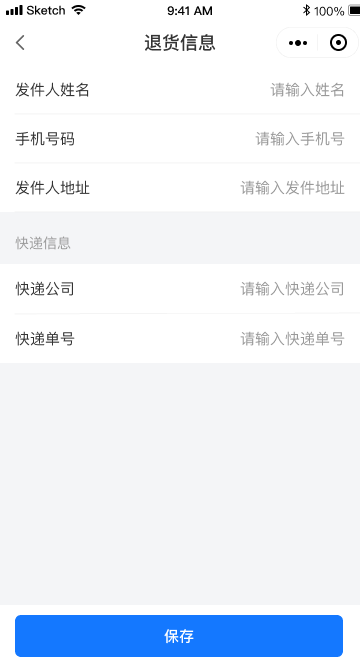 Sketch 9:41 AM 100%
退货信息
发件人姓名 请输入姓名
手机号码 请输入手机号
发件人地址 请输入发件地址
快递信息
快递公司 请输入快递公司
快递单号 请输入快递单号
保存